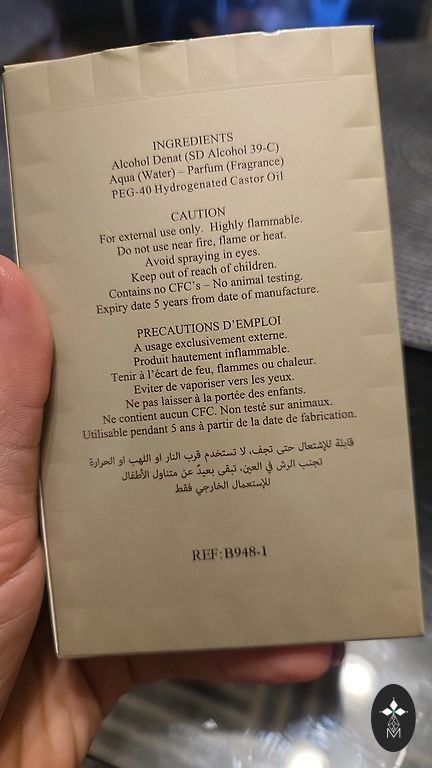 INGREDIENTS
Alcohol Denat (SD Alcohol 39-C)
Aqua (Water) – Parfum (Fragrance)
PEG-40 Hydrogenated Castor Oil
CAUTION
For external use only. Highly flammable.
Do not use near fire, flame or heat.
Avoid spraying in eyes.
Keep out of reach of children.
Contains no CFC's – No animal testing.
Expiry date 5 years from date of manufacture.
PRECAUTIONS D'EMPLOI
A usage exclusivement externe.
Produit hautement inflammable.
Tenir à l'écart de feu, flammes ou chaleur.
Eviter de vaporiser vers les yeux.
Ne pas laisser à la portée des enfants.
Ne contient aucun CFC. Non testé sur animaux.
Utilisable pendant 5 ans à partir de la date de fabrication.
قابلة للإشتعال حتى تجف، لا تستخدم قرب النار او اللهب او الحرارة
تجنب الرش في العين، تبقى بعيدً عن متناول الأطفال
للإستعمال الخارجي فقط
REF:B948-1
M